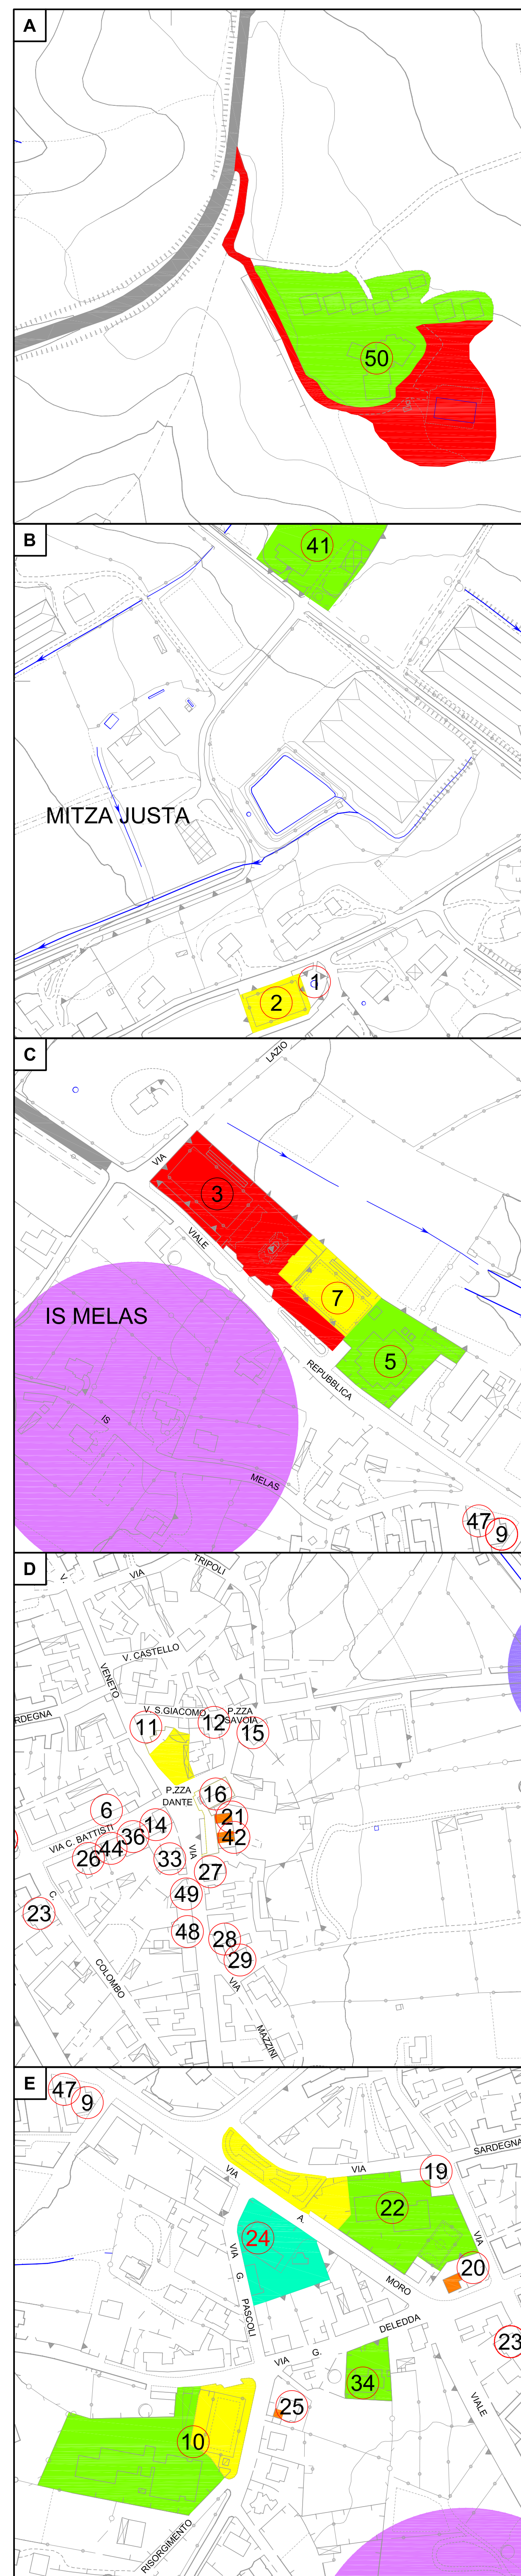 A
50
B
41
MITZA JUSTA
1
2
C
LAZIO
VIA
3
VIALE
7
IS MELAS
5
REPUBBLICA
IS
MELAS
47
9
D
V.
VIA
TRIPOLI
V. CASTELLO
VENETO
RDEGNA
V. S.GIACOMO
P.ZZA
SAVOIA
11
12
15
P.ZZA
DANTE
16
6
21
14
VIA C. BATTISTI
36
42
44
26
33
VIA
27
49
C.
23
48
28
29
COLOMBO
VIA
MAZZINI
E
47
9
SARDEGNA
VIA
VIA
19
22
A.
24
VIA
VIA
G.
20
MORO
PASCOLI
DELEDDA
23
G.
VIA
34
VIALE
25
10
RISORGIMENTO